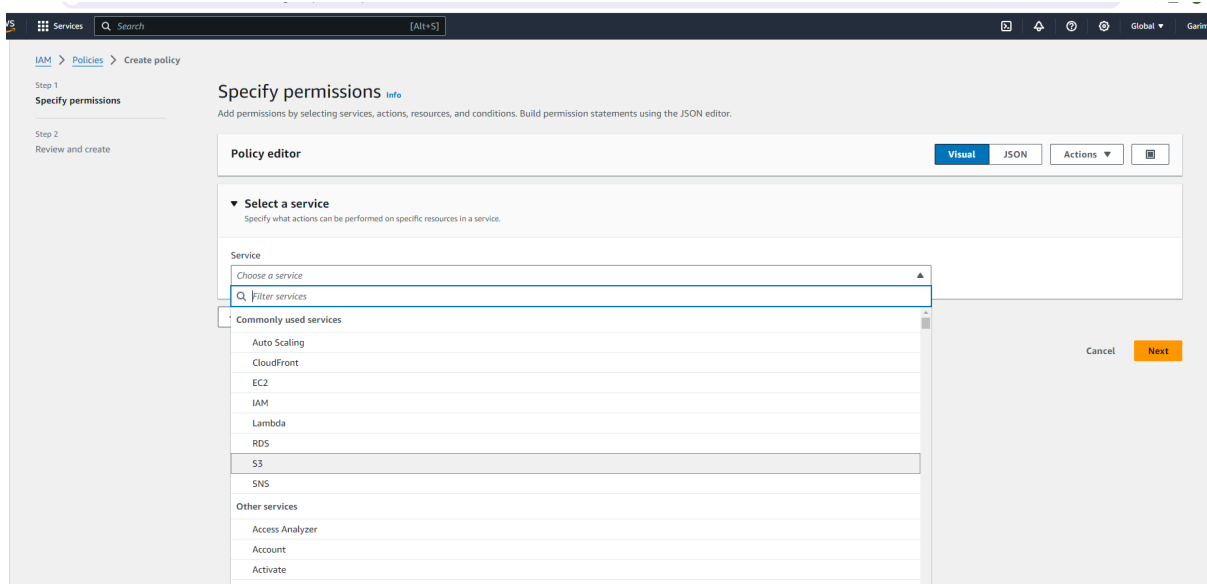 Services Search [Alt+S] Global ▼
IAM > Policies > Create policy
Step 1
Specify permissions
Step 2
Review and create
Specify permissions Info
Add permissions by selecting services, actions, resources, and conditions. Build permission statements using the JSON editor.
Policy editor Visual JSON Actions ▼
▼ Select a service
Specify what actions can be performed on specific resources in a service.
Service
Choose a service
Filter services
Commonly used services
Auto Scaling
CloudFront
EC2
IAM
Lambda
RDS
S3
SNS
Other services
Access Analyzer
Account
Activate
Cancel Next